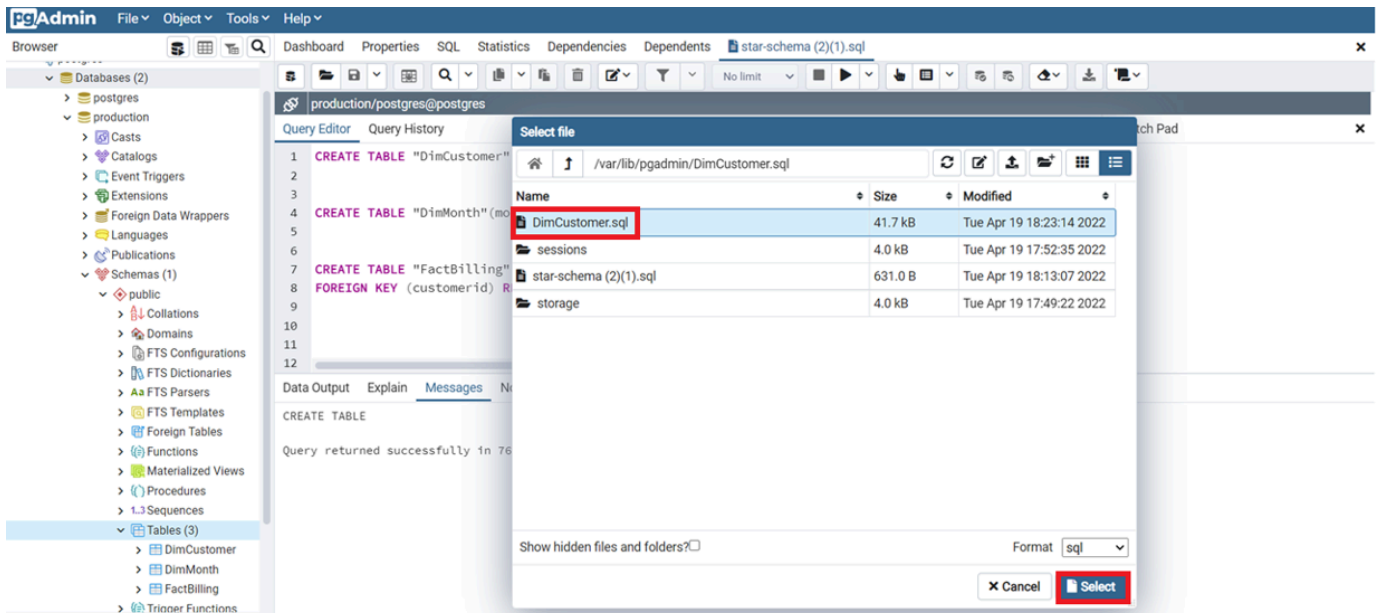 pgAdmin File Object Tools Help
Browser
Dashboard Properties SQL Statistics Dependencies Dependents star-schema (2)(1).sql
Databases (2)
postgres
production
Casts
Catalogs
Event Triggers
Extensions
Foreign Data Wrappers
Languages
Publications
Schemas (1)
public
Collations
Domains
FTS Configurations
FTS Dictionaries
Aa FTS Parsers
FTS Templates
Foreign Tables
Functions
Materialized Views
Procedures
1..3 Sequences
Tables (3)
DimCustomer
DimMonth
FactBilling
Trigger Functions
No limit
production/postgres@postgres
Query Editor Query History
tch Pad
1 CREATE TABLE "DimCustomer"
2
3
4 CREATE TABLE "DimMonth"(mo
5
6
7 CREATE TABLE "FactBilling"
8 FOREIGN KEY (customerid) R
9
10
11
12
Data Output Explain Messages No
CREATE TABLE
Query returned successfully in 76
Select file
/var/lib/pgadmin/DimCustomer.sql
Name Size Modified
DimCustomer.sql 41.7 kB Tue Apr 19 18:23:14 2022
sessions 4.0 kB Tue Apr 19 17:52:35 2022
star-schema (2)(1).sql 631.0 B Tue Apr 19 18:13:07 2022
storage 4.0 kB Tue Apr 19 17:49:22 2022
Show hidden files and folders? Format sql
Cancel Select